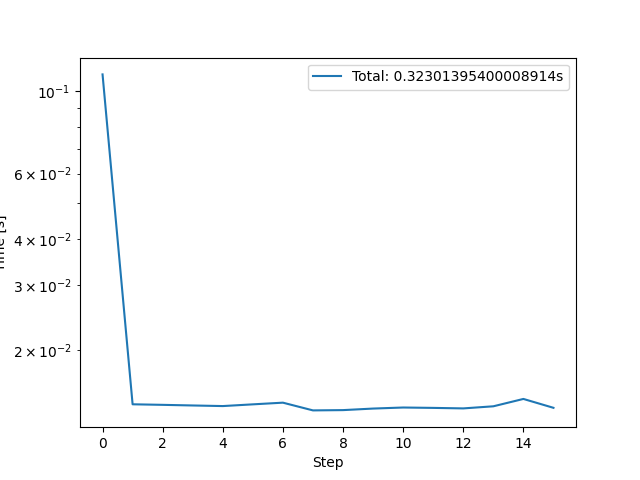 Total: 0.32301395400008914s
10⁻¹
6 × 10⁻²
4 × 10⁻²
3 × 10⁻²
2 × 10⁻²
Time [s]
0 2 4 6 8 10 12 14
Step